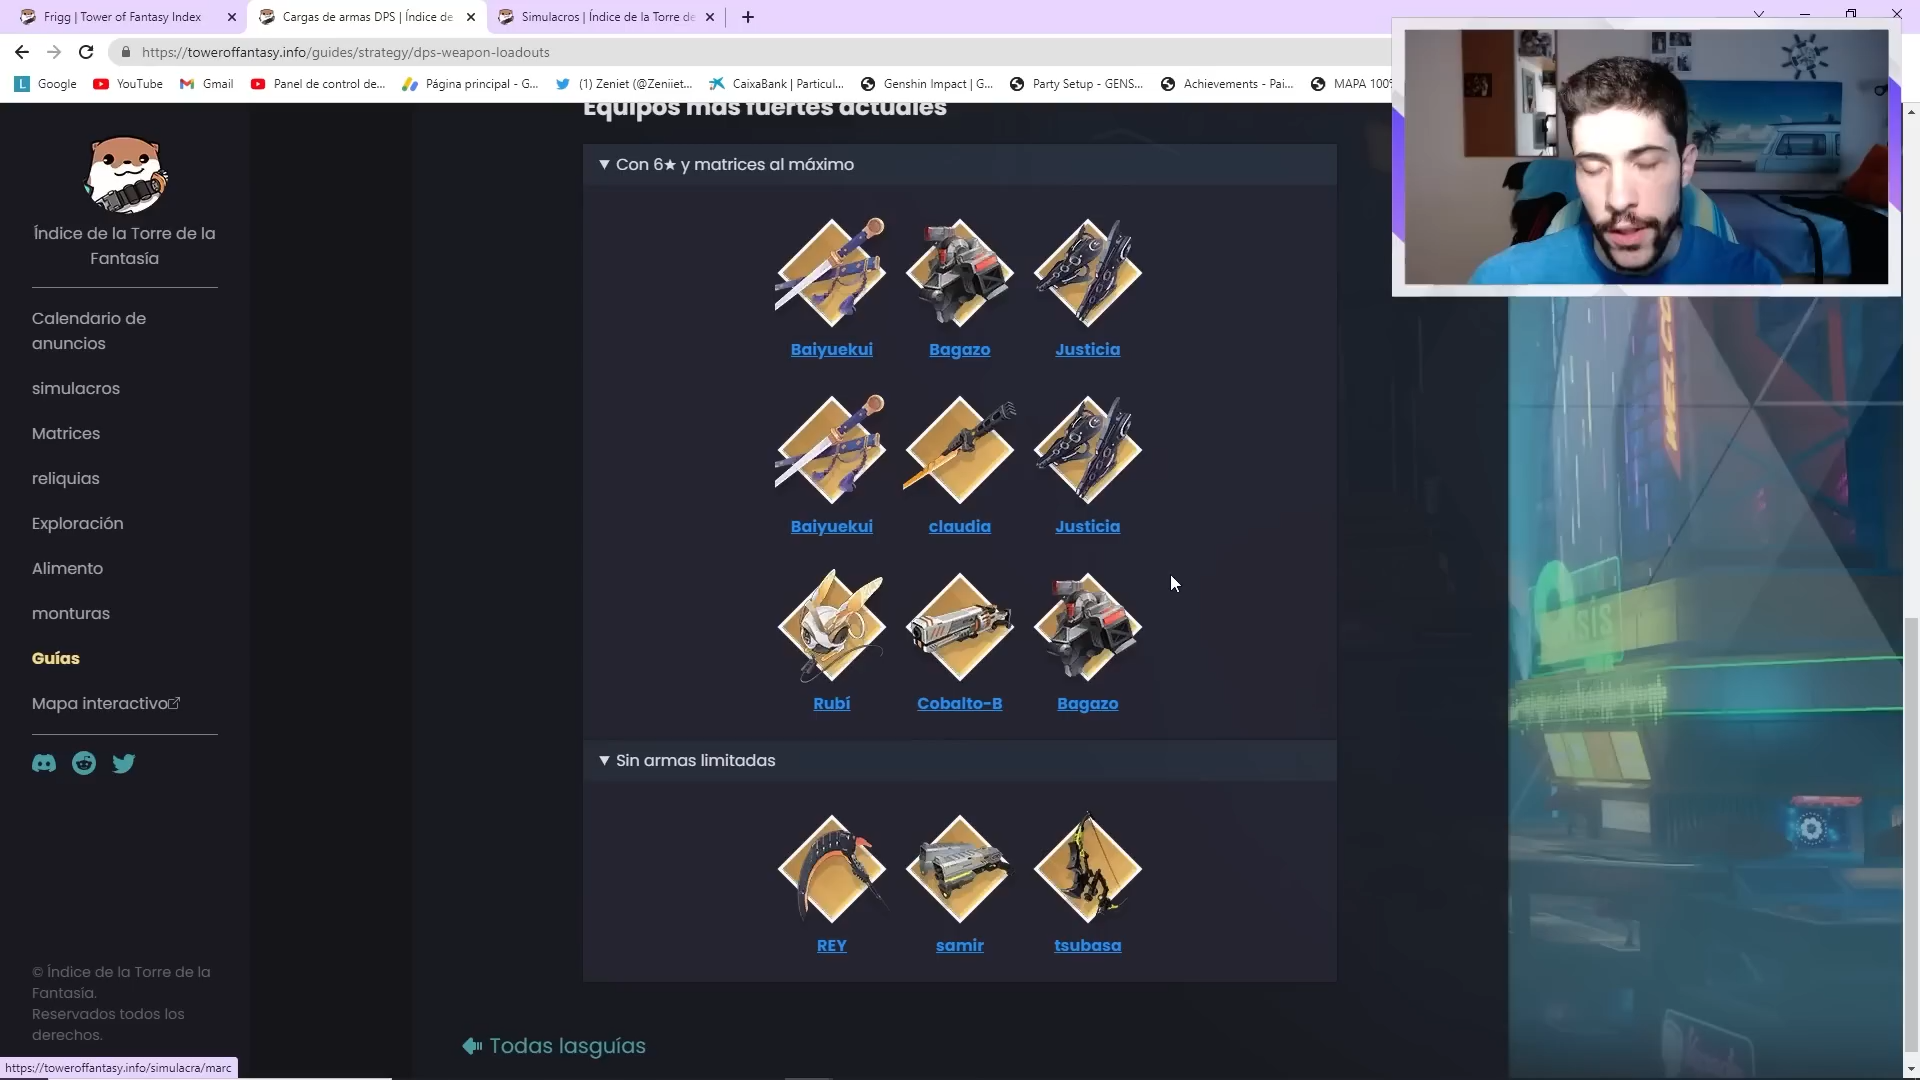 Frigg | Tower of Fantasy Index
Cargas de armas DPS | Índice de
Simulacros | Índice de la Torre de
https://toweroffantasy.info/guides/strategy/dps-weapon-loadouts
Google
YouTube
Gmail
Panel de control de...
Página principal - G...
(1) Zeniet (@Zeniiet...
CaixaBank | Particul...
Genshin Impact | G...
Party Setup - GENS...
Achievements - Pai...
MAPA 100%
Índice de la Torre de la
Fantasía
Calendario de
anuncios
simulacros
Matrices
reliquias
Exploración
Alimento
monturas
Guías
Mapa interactivo
© Índice de la Torre de la
Fantasía.
Reservados todos los
derechos.
https://toweroffantasy.info/simulacra/marc
Equipos más fuertes actuales
▼ Con 6★ y matrices al máximo
Baiyuekui
Bagazo
Justicia
Baiyuekui
claudia
Justicia
Rubí
Cobalto-B
Bagazo
▼ Sin armas limitadas
REY
samir
tsubasa
Todas lasguías